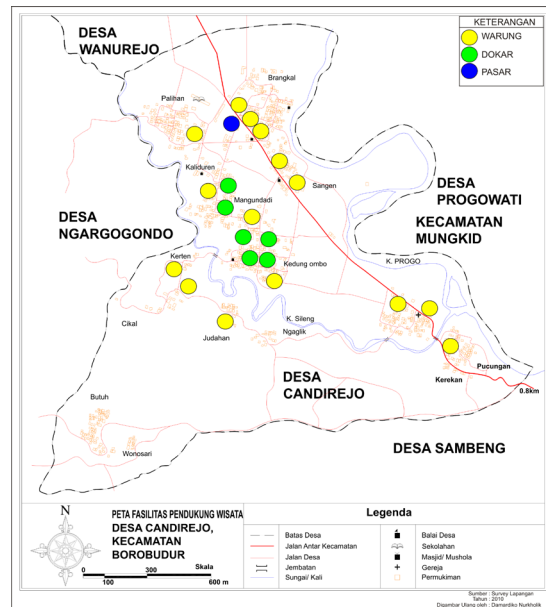 KETERANGAN
WARUNG
DOKAR
PASAR
DESA
WANUREJO
Brangkal
Palihan
Kaliduren
Sangen
Mangundadi
DESA
PROGOWATI
KECAMATAN
MUNGKID
DESA
NGARGOGONDO
Kerten
Kedung ombo
K. PROGO
K. Sileng
Cikal
Judahan
Ngaglik
Pucungan
Kerekan
0.8km
DESA
CANDIREJO
Butuh
Wonosari
DESA SAMBENG
N
PETA FASILITAS PENDUKUNG WISATA
DESA CANDIREJO,
KECAMATAN
BOROBUDUR
Skala
0 100 300 600 m
Legenda
Batas Desa
Jalan Antar Kecamatan
Jalan Desa
Jembatan
Sungai/ Kali
Balai Desa
Sekolahan
Masjid/ Mushola
Gereja
Permukiman
Sumber : Survey Lapangan
Tahun : 2010
Disambar Ulang oleh : Damardiko Nurkholik